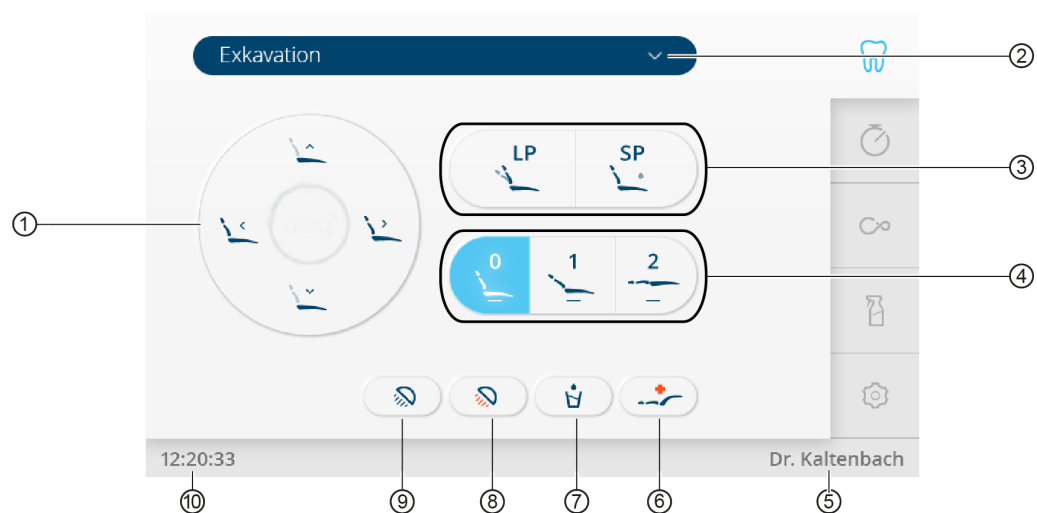 Exkavation
②
LP SP
③
①
0 1 2
④
12:20:33 Dr. Kaltenbach
⑩ ⑨ ⑧ ⑦ ⑥ ⑤